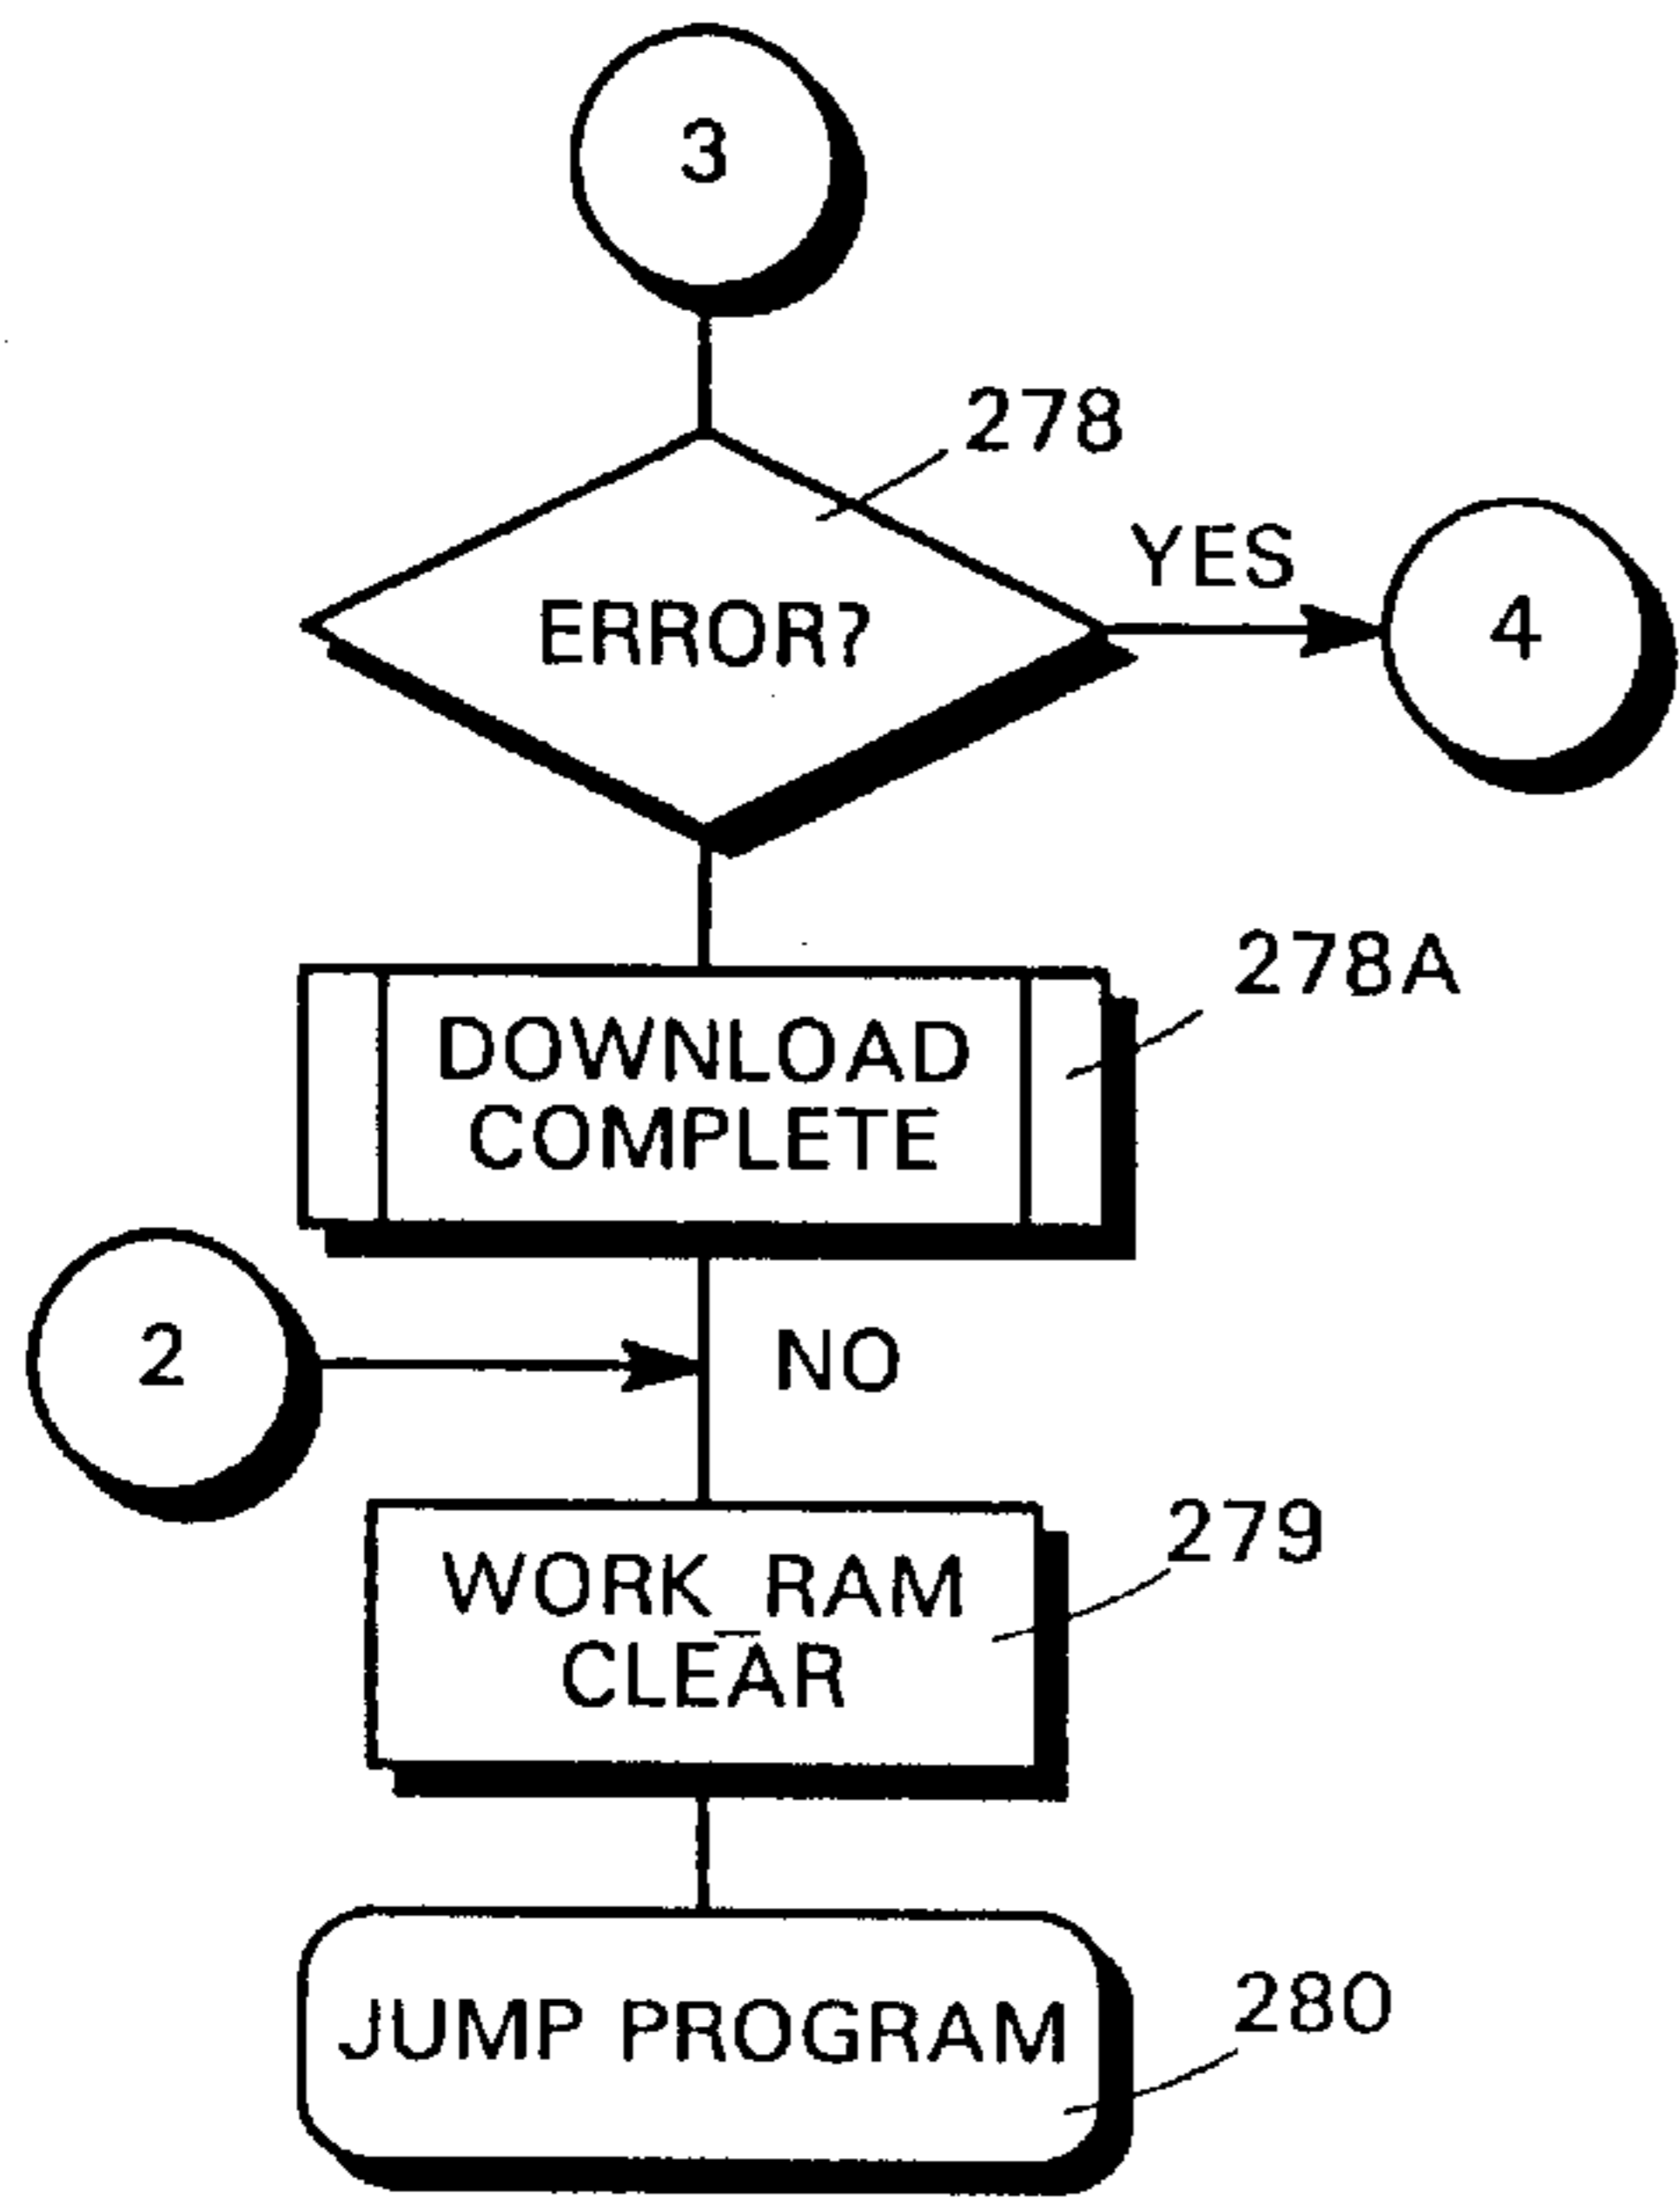 3
278
YES
ERROR?
4
278A
DOWNLOAD
COMPLETE
2
NO
279
WORK_RAM
CLEAR
280
JUMP PROGRAM